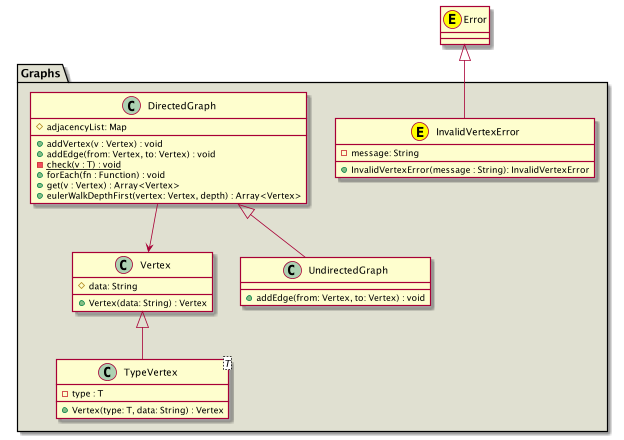 E Error
Graphs
C DirectedGraph
adjacencyList: Map
addVertex(v : Vertex) : void
addEdge(from: Vertex, to: Vertex) : void
check(v : T) : void
forEach(fn : Function) : void
get(v : Vertex) : Array<Vertex>
eulerWalkDepthFirst(vertex: Vertex, depth) : Array<Vertex>
E InvalidVertexError
message: String
InvalidVertexError(message : String): InvalidVertexError
C Vertex
data: String
Vertex(data: String) : Vertex
C UndirectedGraph
addEdge(from: Vertex, to: Vertex) : void
C TypeVertex
T
type : T
Vertex(type: T, data: String) : Vertex